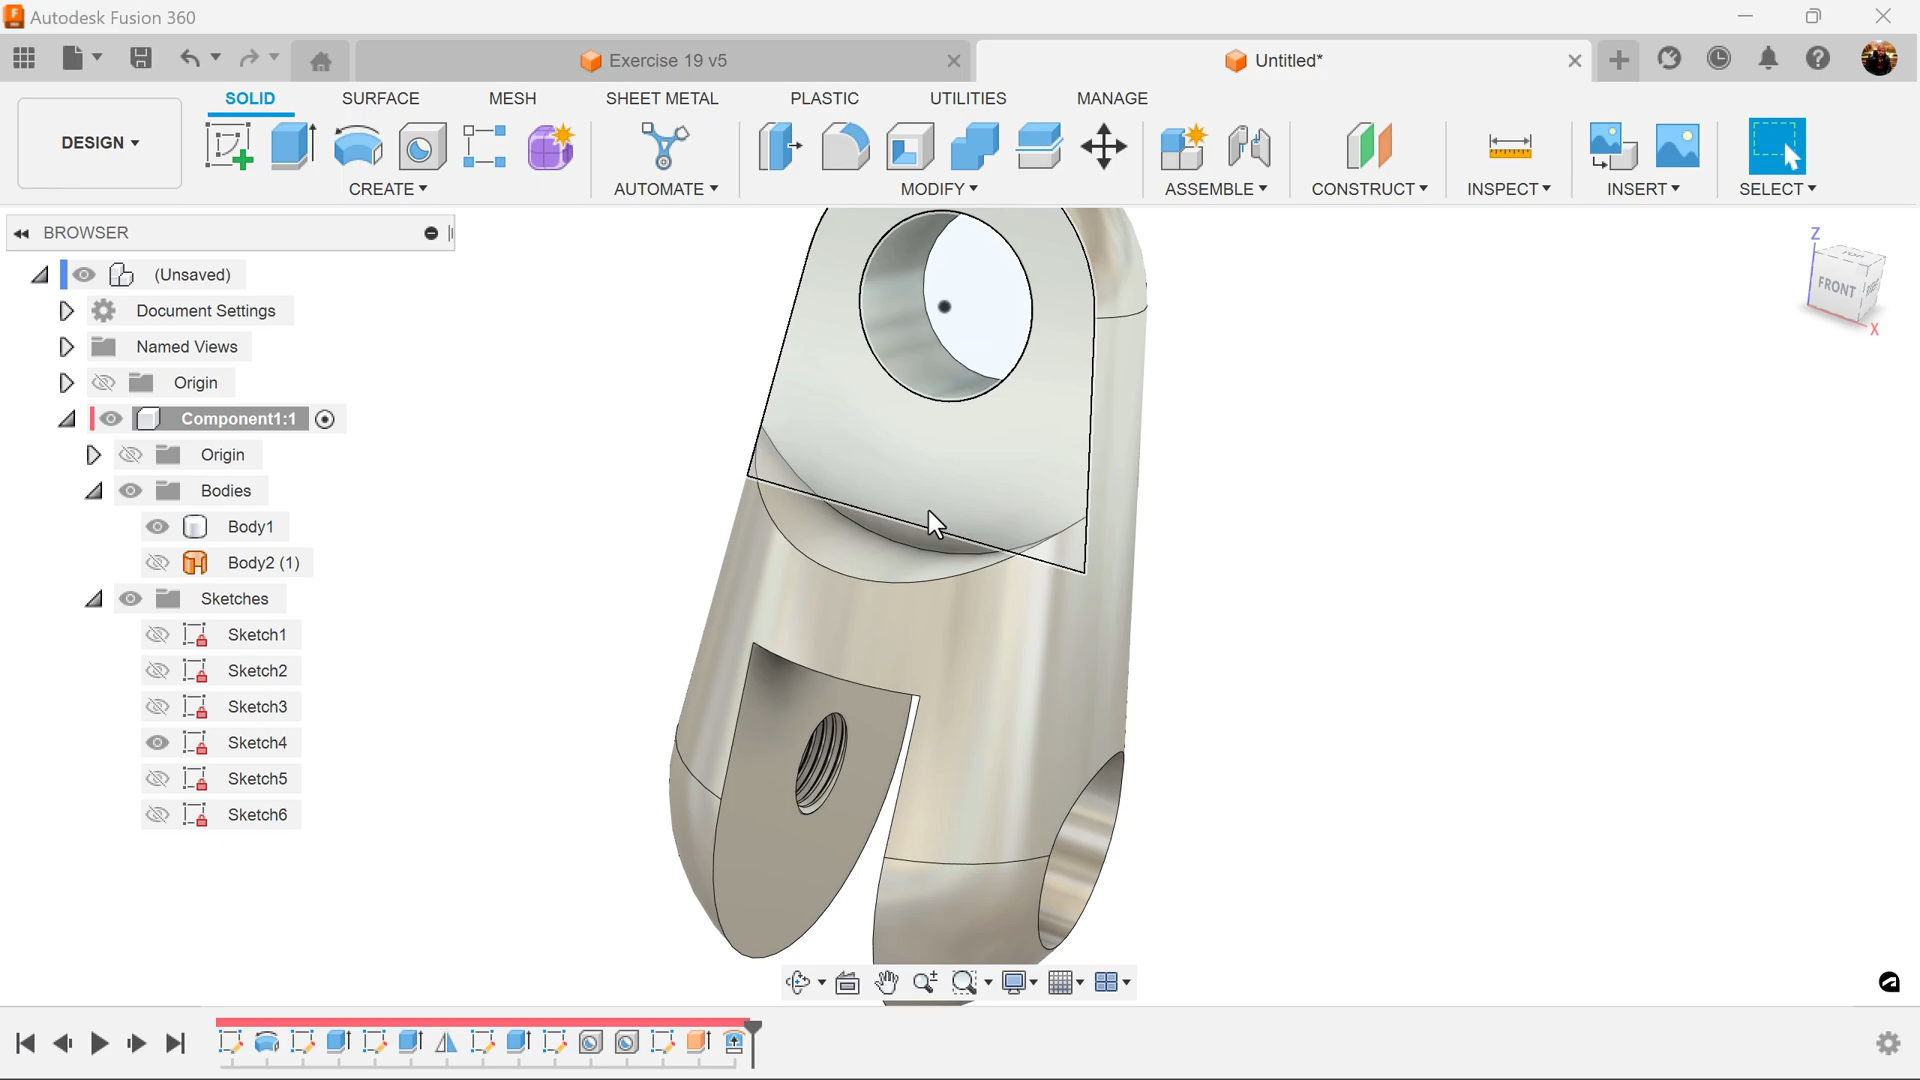 Autodesk Fusion 360
Exercise 19 v5
Untitled*
DESIGN
SOLID
SURFACE
MESH
SHEET METAL
PLASTIC
UTILITIES
MANAGE
CREATE
AUTOMATE
MODIFY
ASSEMBLE
CONSTRUCT
INSPECT
INSERT
SELECT
BROWSER
(Unsaved)
Document Settings
Named Views
Origin
Component1:1
Origin
Bodies
Body1
Body2 (1)
Sketches
Sketch1
Sketch2
Sketch3
Sketch4
Sketch5
Sketch6
Z
TOP
FRONT
X